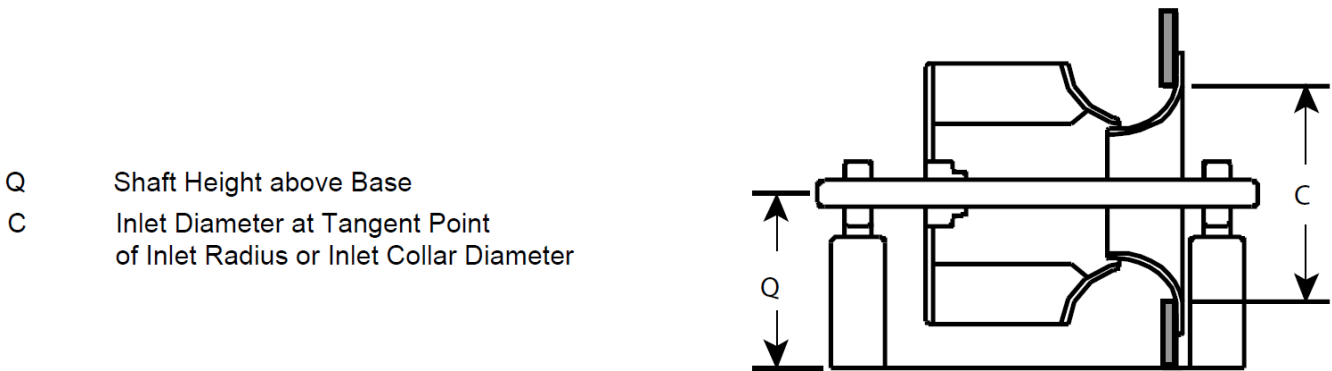 Q Shaft Height above Base
C Inlet Diameter at Tangent Point
of Inlet Radius or Inlet Collar Diameter
C
Q